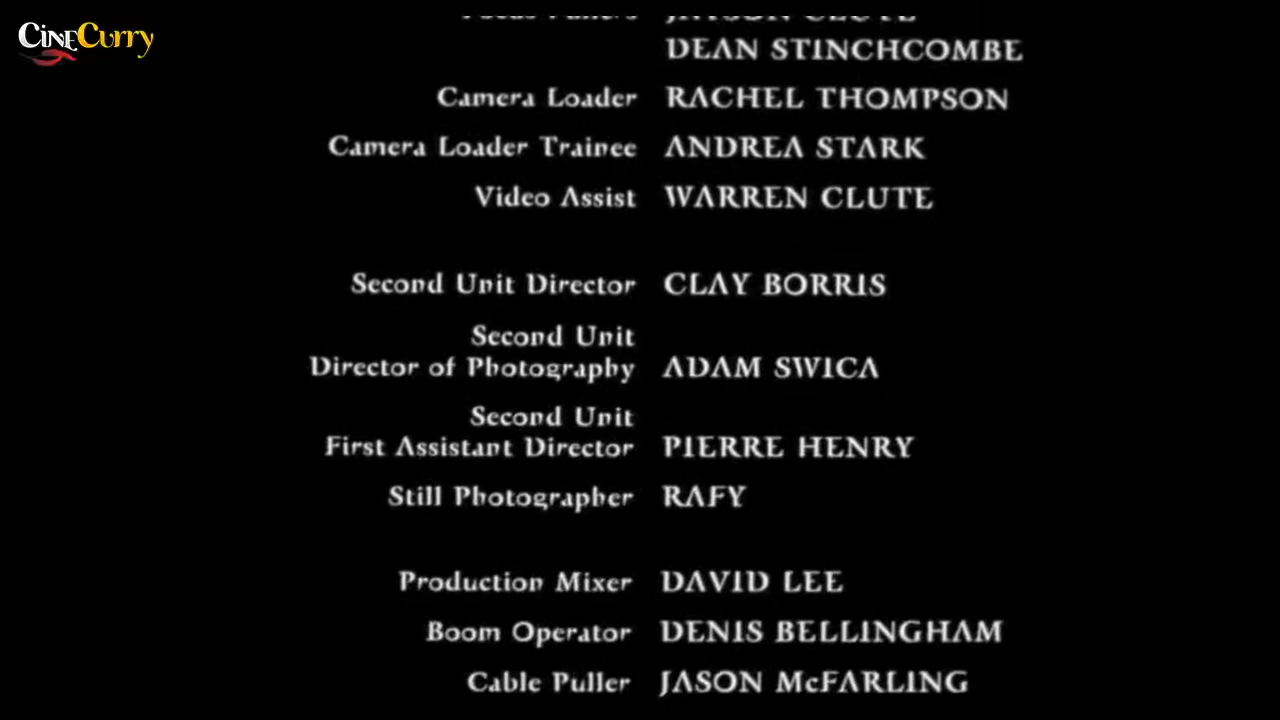 CineCurry
DEAN STINCHCOMBE
Camera Loader RACHEL THOMPSON
Camera Loader Trainee ANDREA STARK
Video Assist WARREN CLUTE
Second Unit Director CLAY BORRIS
Second Unit
Director of Photography ADAM SWICA
Second Unit
First Assistant Director PIERRE HENRY
Still Photographer RAFY
Production Mixer DAVID LEE
Boom Operator DENIS BELLINGHAM
Cable Puller JASON McFARLING